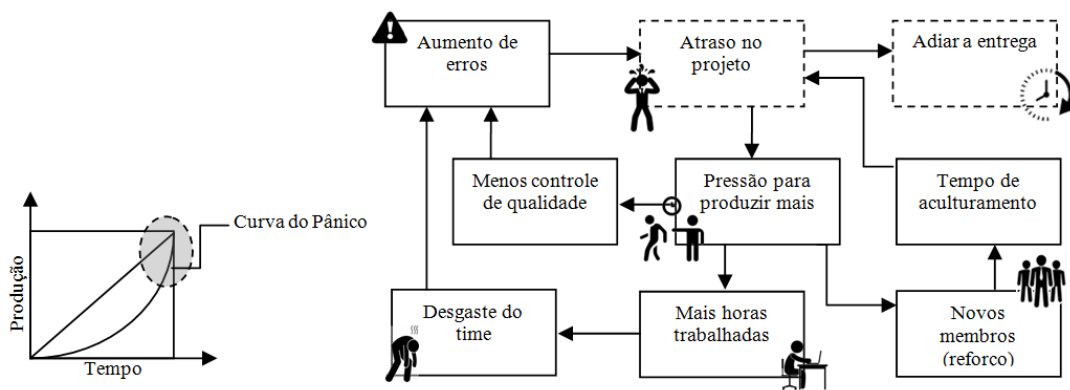 Aumento de
erros
Atraso no
projeto
Adiar a entrega
Menos controle
de qualidade
Pressão para
produzir mais
Tempo de
aculturamento
Curva do Pânico
Produção
Tempo
Desgaste do
time
Mais horas
trabalhadas
Novos
membros
(reforco)